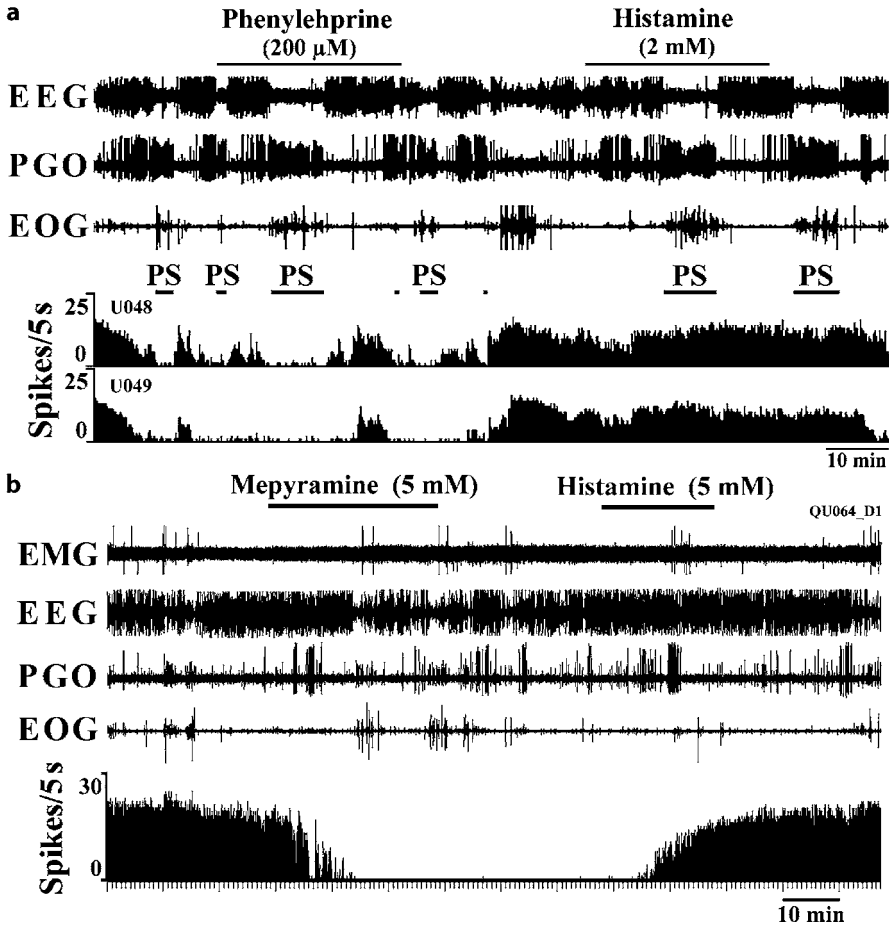 a
Phenylehprine Histamine
(200 µM) (2 mM)
EEG
PGO
EOG
PS PS PS PS PS PS
25 U048
0
25 U049
0
Spikes/5s
10 min
b
Mepyramine (5 mM) Histamine (5 mM)
QU064_D1
EMG
EEG
PGO
EOG
30
0
Spikes/5s
10 min